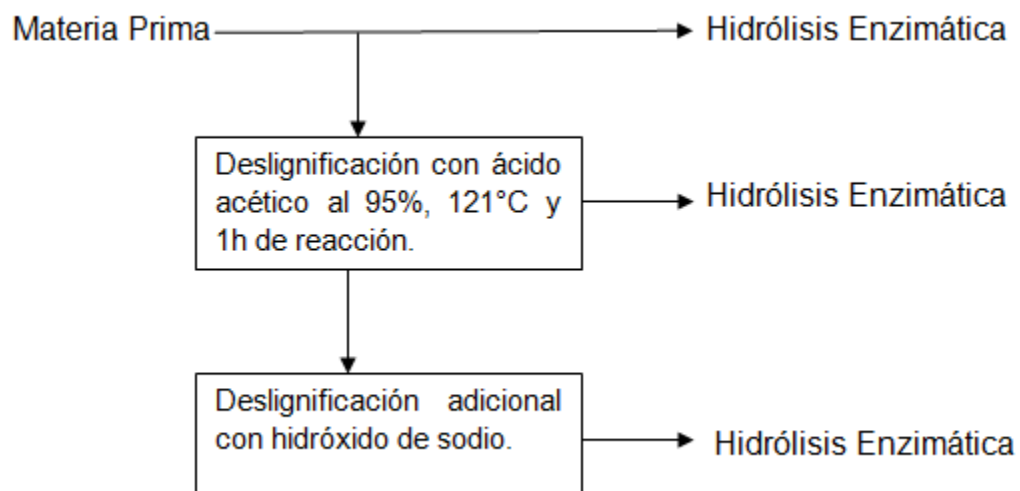 Materia Prima
Hidrólisis Enzimática
Deslignificación con ácido
acético al 95%, 121°C y
1h de reacción.
Hidrólisis Enzimática
Deslignificación adicional
con hidróxido de sodio.
Hidrólisis Enzimática